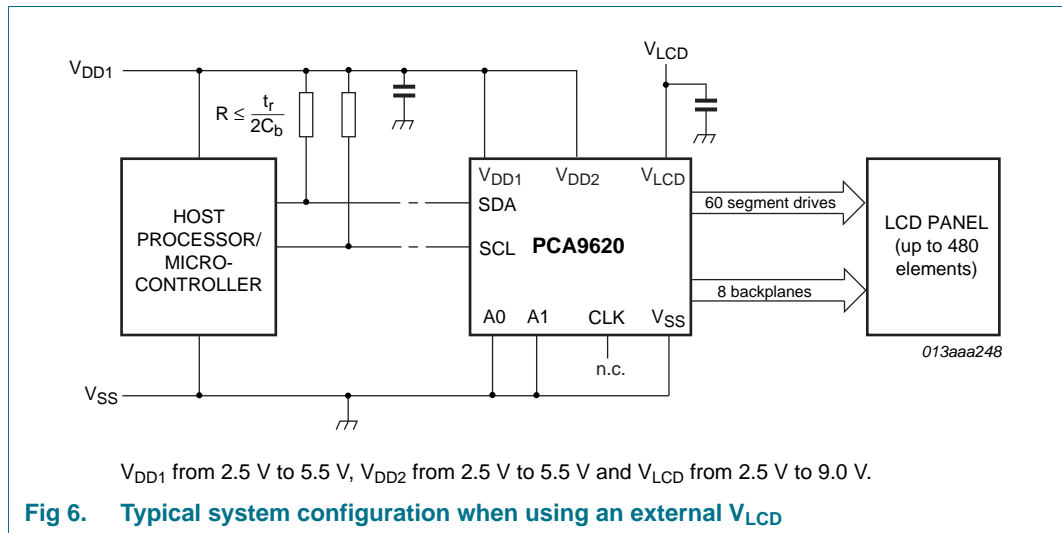 VDD1
VLCD
R ≤ tr/2Cb
VDD1 VDD2 VLCD
SDA
SCL
PCA9620
HOST
PROCESSOR/
MICRO-
CONTROLLER
60 segment drives
8 backplanes
LCD PANEL
(up to 480
elements)
A0 A1 CLK VSS
n.c.
013aaa248
VSS
VDD1 from 2.5 V to 5.5 V, VDD2 from 2.5 V to 5.5 V and VLCD from 2.5 V to 9.0 V.
Fig 6. Typical system configuration when using an external VLCD